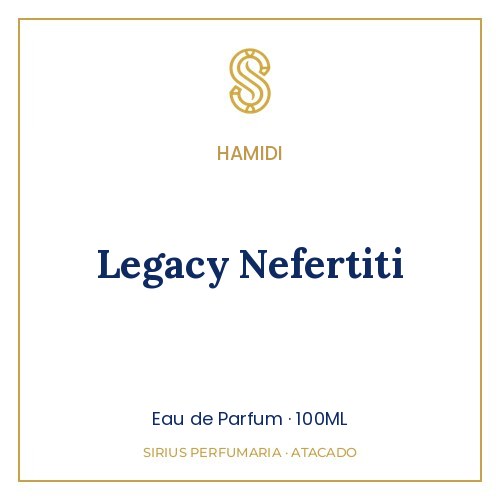 HAMIDI
Legacy Nefertiti
Eau de Parfum · 100ML
SIRIUS PERFUMARIA · ATACADO